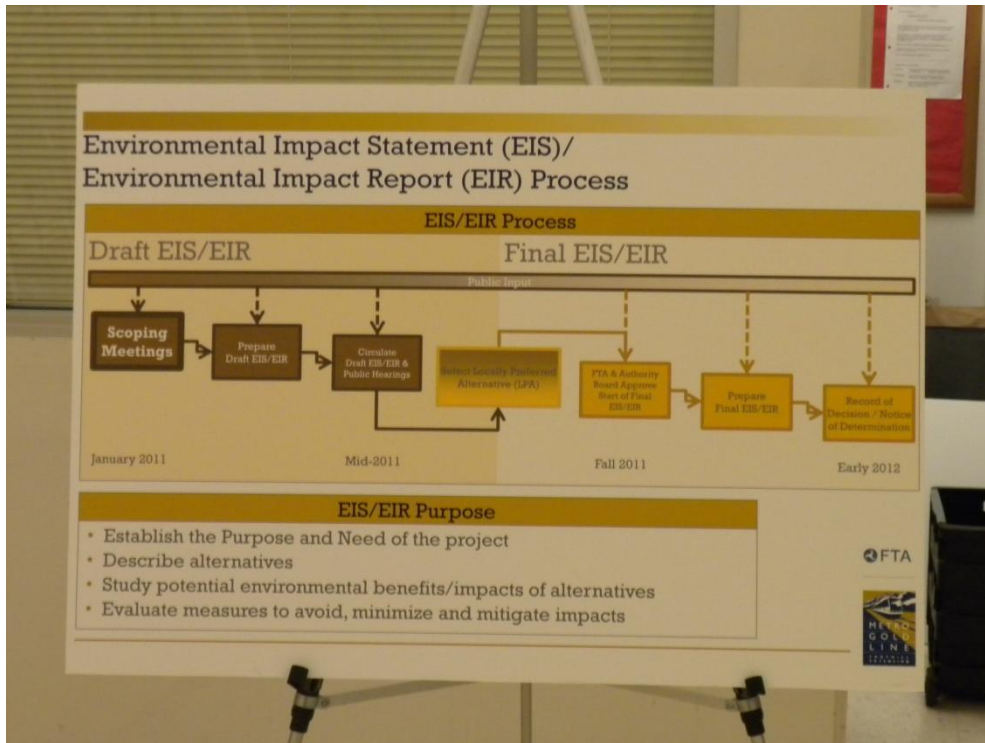 Environmental Impact Statement (EIS)/
Environmental Impact Report (EIR) Process
EIS/EIR Process
Draft EIS/EIR
Final EIS/EIR
Public Input
Scoping
Meetings
Prepare
Draft EIS/EIR
Circulate
Draft EIS/EIR &
Public Hearings
Select Locally Preferred
Alternative (LPA)
FTA & Authority
Board Approve
Start of Final
EIS/EIR
Prepare
Final EIS/EIR
Record of
Decision / Notice
of Determination
January 2011
Mid-2011
Fall 2011
Early 2012
EIS/EIR Purpose
• Establish the Purpose and Need of the project
• Describe alternatives
• Study potential environmental benefits/impacts of alternatives
• Evaluate measures to avoid, minimize and mitigate impacts
FTA
METRO
GOLD
LINE
FOOTHILL
EXTENSION